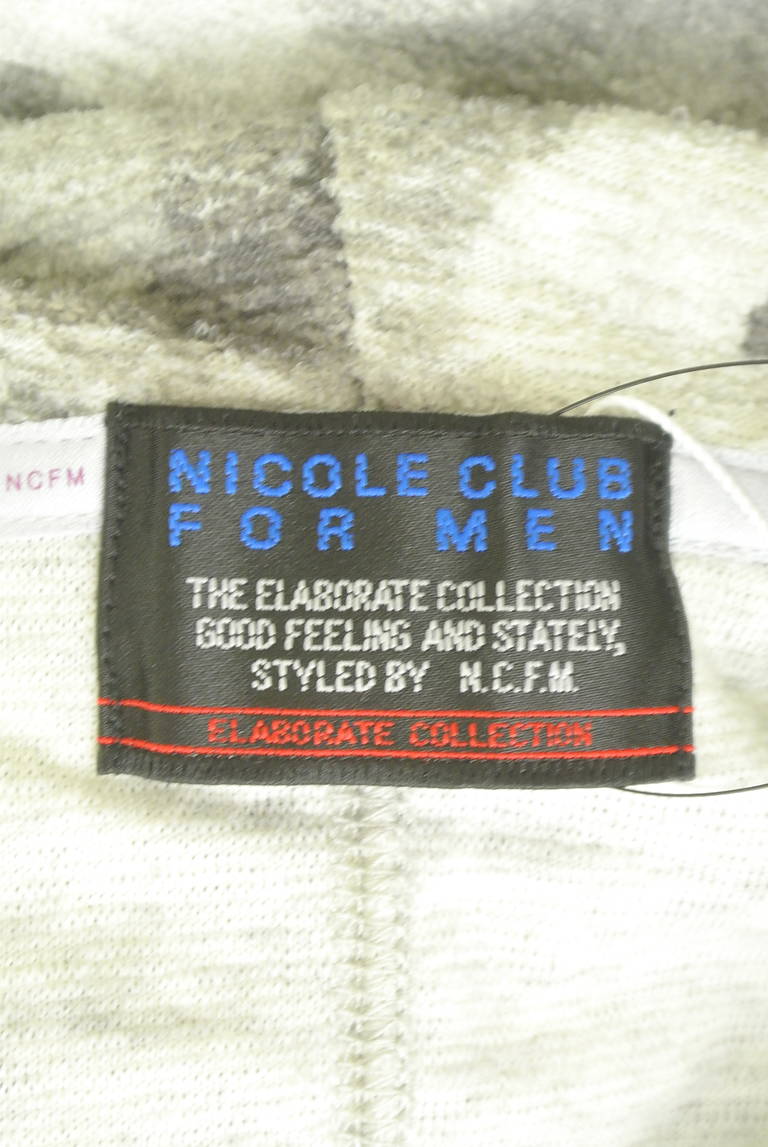 NCFM
NICOLE CLUB
FOR MEN
THE ELABORATE COLLECTION
GOOD FEELING AND STATELY,
STYLED BY N.C.F.M.
ELABORATE COLLECTION